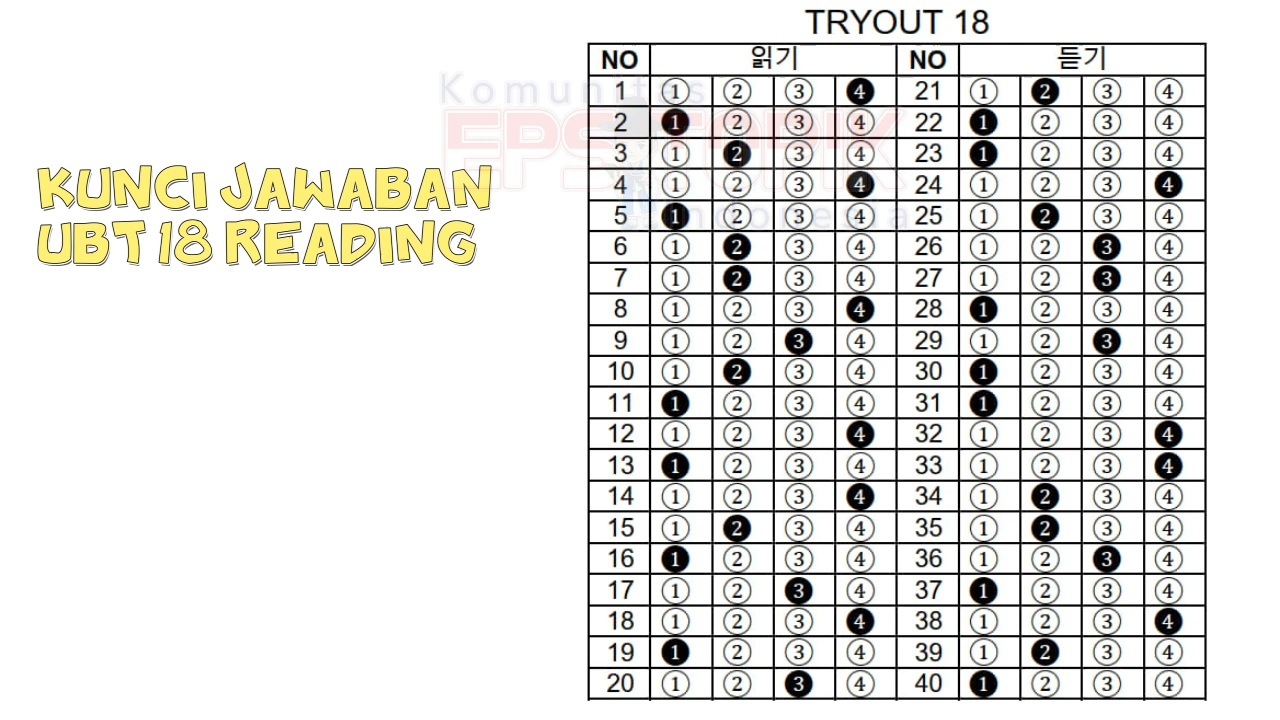 TRYOUT 18
KUNCI JAWABAN
UBT 18 READING
Komunitas
EPS TOPIK
Indonesia
NO 읽기 NO 듣기
1 ① ② ③ ❹ 21 ① ❷ ③ ④
2 ❶ ② ③ ④ 22 ❶ ② ③ ④
3 ① ❷ ③ ④ 23 ❶ ② ③ ④
4 ① ② ③ ❹ 24 ① ② ③ ❹
5 ❶ ② ③ ④ 25 ① ❷ ③ ④
6 ① ❷ ③ ④ 26 ① ② ❸ ④
7 ① ❷ ③ ④ 27 ① ② ❸ ④
8 ① ② ③ ❹ 28 ❶ ② ③ ④
9 ① ② ❸ ④ 29 ① ② ❸ ④
10 ① ❷ ③ ④ 30 ❶ ② ③ ④
11 ❶ ② ③ ④ 31 ❶ ② ③ ④
12 ① ② ③ ❹ 32 ① ② ③ ❹
13 ❶ ② ③ ④ 33 ① ② ③ ❹
14 ① ② ③ ❹ 34 ① ❷ ③ ④
15 ① ❷ ③ ④ 35 ① ❷ ③ ④
16 ❶ ② ③ ④ 36 ① ② ❸ ④
17 ① ② ❸ ④ 37 ❶ ② ③ ④
18 ① ② ③ ❹ 38 ① ② ③ ❹
19 ❶ ② ③ ④ 39 ① ❷ ③ ④
20 ① ② ❸ ④ 40 ❶ ② ③ ④